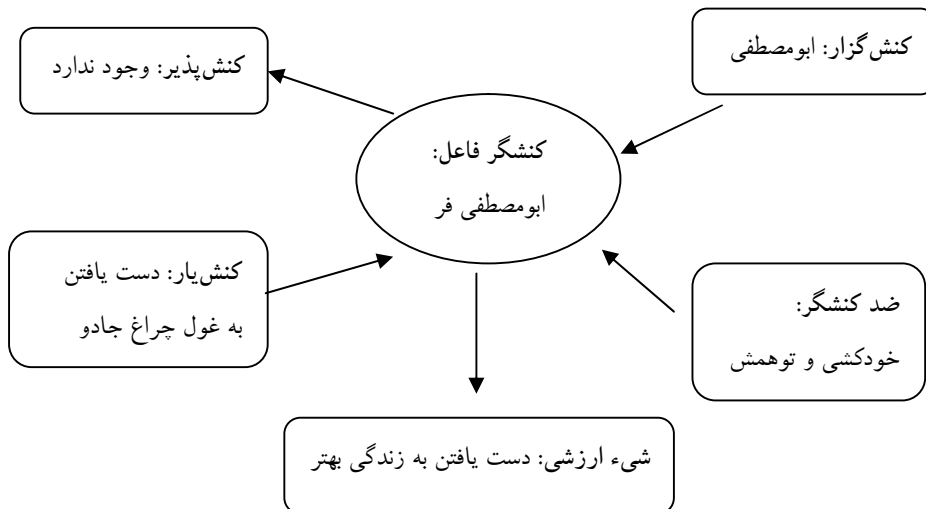 کنش‌گزار: ابومصطفی
کنش‌پذیر: وجود ندارد
کنشگر فاعل:
ابومصطفی فر
کنش‌یار: دست یافتن
به غول چراغ جادو
ضد کنشگر:
خودکشی و توهمش
شیء ارزشی: دست یافتن به زندگی بهتر